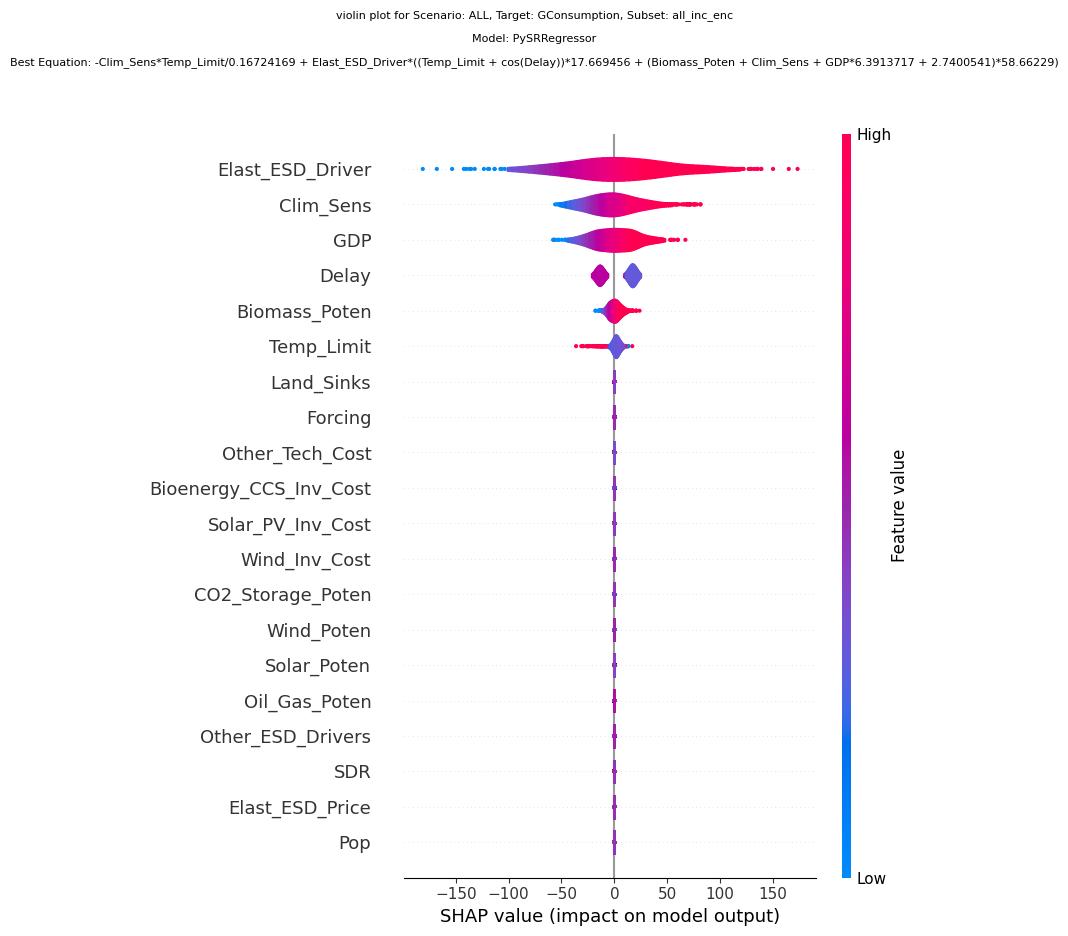 violin plot for Scenario: ALL, Target: GConsumption, Subset: all_inc_enc
Model: PySRRegressor
Best Equation: -Clim_Sens*Temp_Limit/0.16724169 + Elast_ESD_Driver*((Temp_Limit + cos(Delay))*17.669456 + (Biomass_Poten + Clim_Sens + GDP*6.3913717 + 2.7400541)*58.66229)
High
Elast_ESD_Driver
Clim_Sens
GDP
Delay
Biomass_Poten
Temp_Limit
Land_Sinks
Forcing
Other_Tech_Cost
Bioenergy_CCS_Inv_Cost
Solar_PV_Inv_Cost
Wind_Inv_Cost
CO2_Storage_Poten
Wind_Poten
Solar_Poten
Oil_Gas_Poten
Other_ESD_Drivers
SDR
Elast_ESD_Price
Pop
Feature value
Low
−150 −100 −50 0 50 100 150
SHAP value (impact on model output)